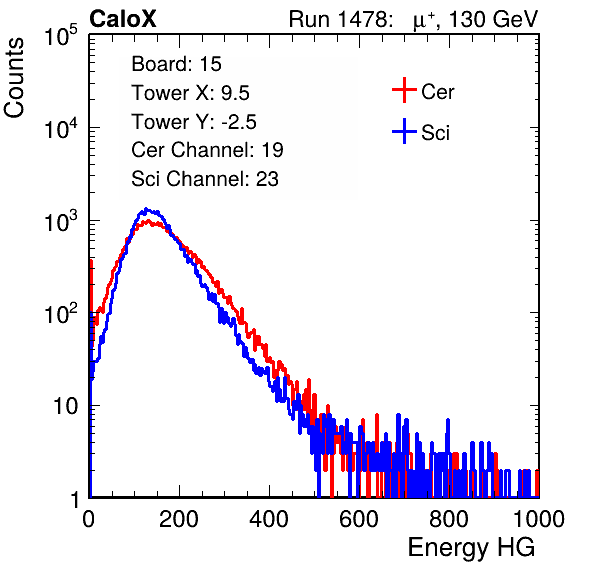 CaloX Run 1478: μ⁺, 130 GeV
Counts
10⁵
10⁴
10³
10²
10
1
Board: 15
Tower X: 9.5
Tower Y: -2.5
Cer Channel: 19
Sci Channel: 23
Cer
Sci
0 200 400 600 800 1000
Energy HG